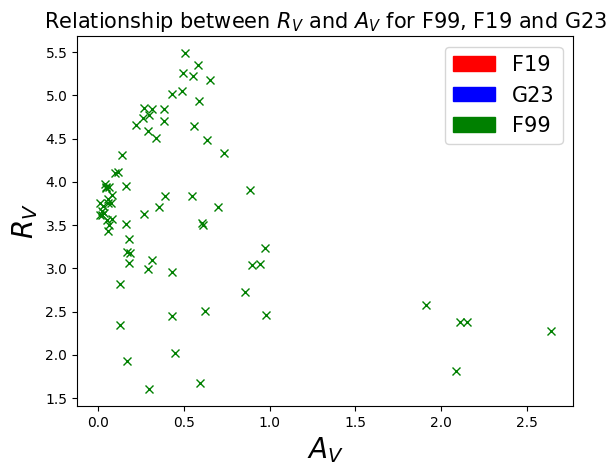 Relationship between R_V and A_V for F99, F19 and G23
F19
G23
F99
5.5
5.0
4.5
4.0
3.5
3.0
2.5
2.0
1.5
R_V
0.0 0.5 1.0 1.5 2.0 2.5
A_V